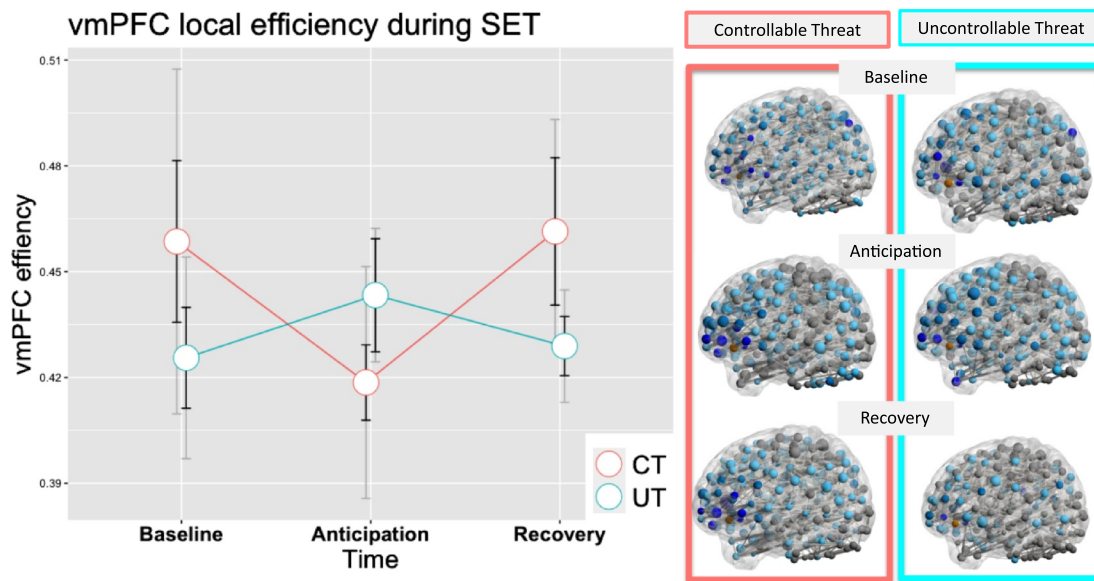 vmPFC local efficiency during SET
vmPFC effiency
0.51
0.48
0.45
0.42
0.39
Baseline
Anticipation
Recovery
Time
CT
UT
Controllable Threat
Uncontrollable Threat
Baseline
Anticipation
Recovery